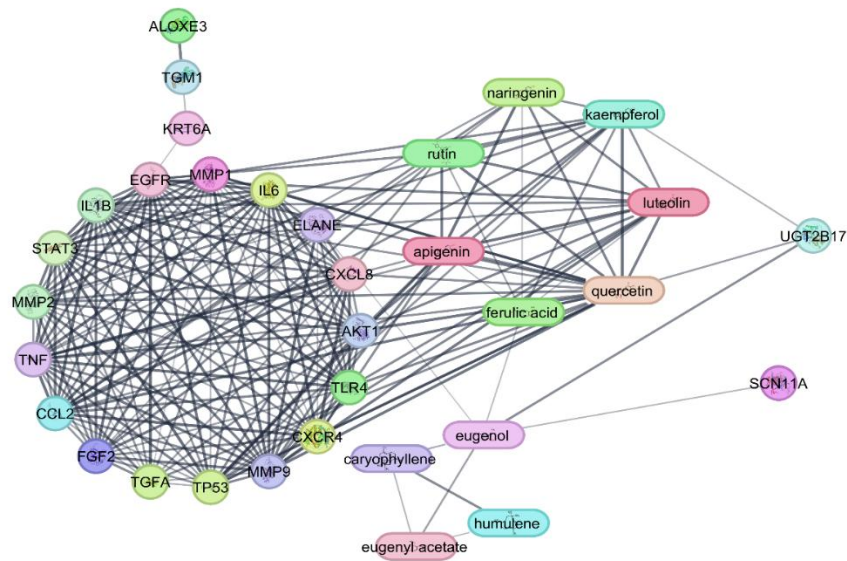 ALOXE3
TGM1
KRT6A
EGFR
MMP1
IL6
IL1B
ELANE
STAT3
CXCL8
MMP2
AKT1
TNF
TLR4
CCL2
CXCR4
FGF2
MMP9
TGFA
TP53
naringenin
kaempferol
rutin
luteolin
apigenin
UGT2B17
quercetin
ferulic acid
SCN11A
eugenol
caryophyllene
humulene
eugenyl acetate